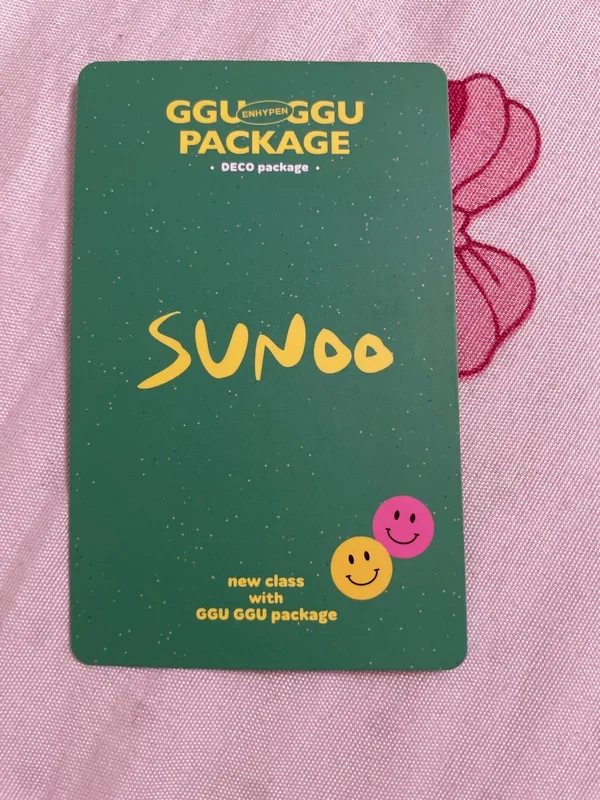 GGU ENHYPEN GGU
PACKAGE
· DECO package ·
SUNOO
new class
with
GGU GGU package